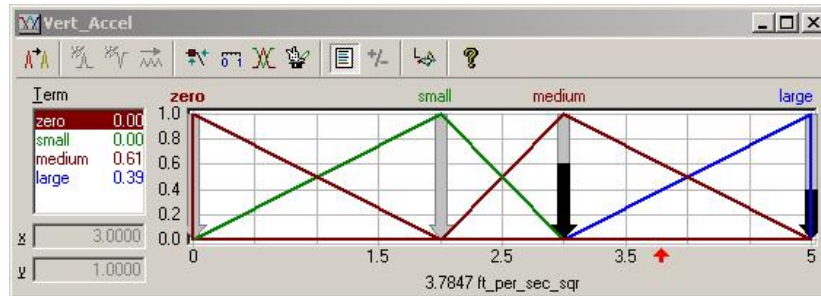 Vert_Accel
Term
zero 0.00
small 0.00
medium 0.61
large 0.39
x 3.0000
y 1.0000
zero small medium large
1.0
0.8
0.6
0.4
0.2
0.0
0 1.5 2.5 3.5 5
3.7847 ft_per_sec_sqr